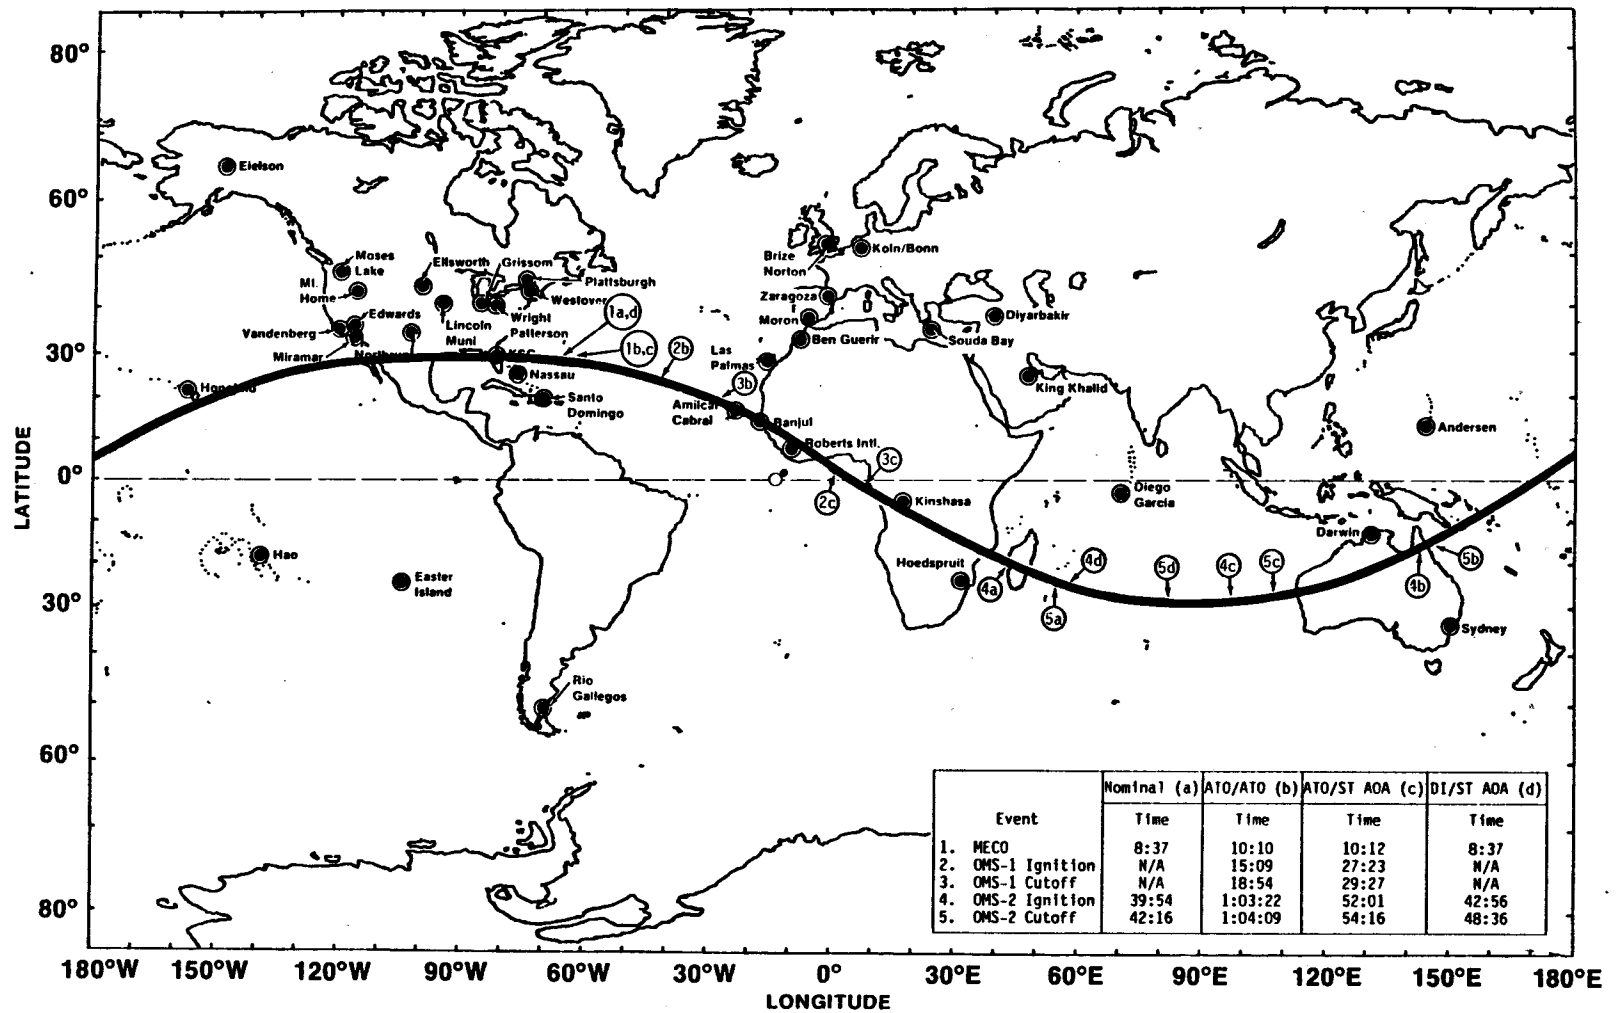 80°
60°
30°
0°
30°
60°
80°
LATITUDE
180°W 150°W 120°W 90°W 60°W 30°W 0° 30°E 60°E 90°E 120°E 150°E 180°E
LONGITUDE
Eielson
Moses
Lake
Mt.
Home
Ellsworth
Grissom
Plattsburgh
Westover
Wright
Patterson
Lincoln
Muni
Edwards
Vandenberg
Miramar
KSC
Nassau
Santo
Domingo
Hao
Easter
Island
Rio
Gallegos
Brize
Norton
Koln/Bonn
Zaragoza
Moron
Ben Guerir
Souda Bay
Diyarbakir
Las
Palmas
King Khalid
Amilcar
Cabral
Banjul
Roberts Intl.
Kinshasa
Hoedspruit
Diego
Garcia
Andersen
Darwin
Sydney
1a,d
1b,c
2b
3b
3c
2c
4a
4d
5a
5d
4c
5c
4b
5b
Nominal (a) ATO/ATO (b) ATO/ST AOA (c) DI/ST AOA (d)
Event Time Time Time Time
1. MECO 8:37 10:10 10:12 8:37
2. OMS-1 Ignition N/A 15:09 27:23 N/A
3. OMS-1 Cutoff N/A 18:54 29:27 N/A
4. OMS-2 Ignition 39:54 1:03:22 52:01 42:56
5. OMS-2 Cutoff 42:16 1:04:09 54:16 48:36